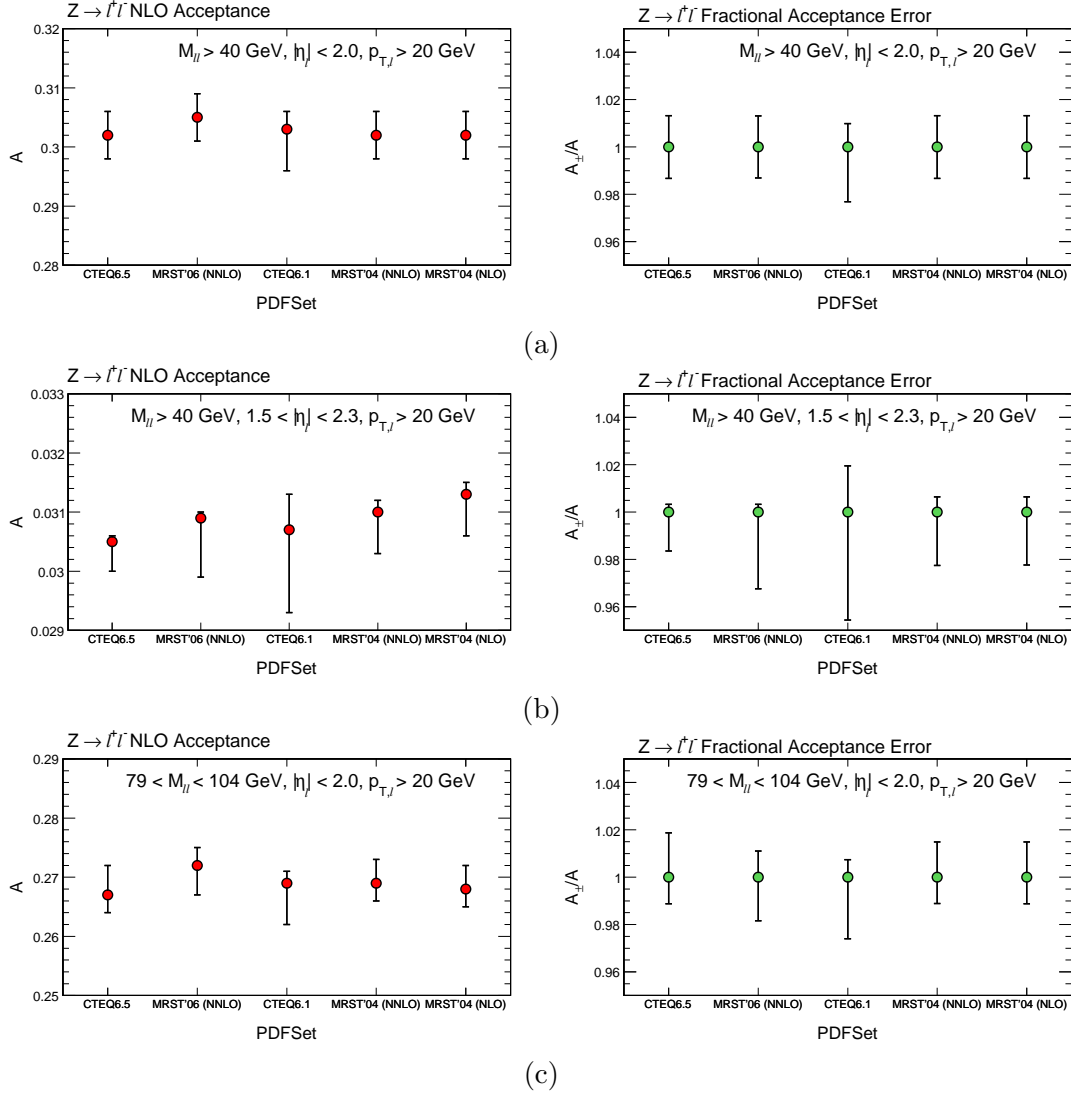 Z → l⁺l⁻ NLO Acceptance
M_ll > 40 GeV, |η_l| < 2.0, p_T,l > 20 GeV
0.32
0.31
0.3
0.29
0.28
A
CTEQ6.5 MRST'06 (NNLO) CTEQ6.1 MRST'04 (NNLO) MRST'04 (NLO)
PDFSet
Z → l⁺l⁻ Fractional Acceptance Error
M_ll > 40 GeV, |η_l| < 2.0, p_T,l > 20 GeV
1.04
1.02
1
0.98
0.96
A±/A
CTEQ6.5 MRST'06 (NNLO) CTEQ6.1 MRST'04 (NNLO) MRST'04 (NLO)
PDFSet
(a)
Z → l⁺l⁻ NLO Acceptance
M_ll > 40 GeV, 1.5 < |η_l| < 2.3, p_T,l > 20 GeV
0.033
0.032
0.031
0.03
0.029
A
CTEQ6.5 MRST'06 (NNLO) CTEQ6.1 MRST'04 (NNLO) MRST'04 (NLO)
PDFSet
Z → l⁺l⁻ Fractional Acceptance Error
M_ll > 40 GeV, 1.5 < |η_l| < 2.3, p_T,l > 20 GeV
1.04
1.02
1
0.98
0.96
A±/A
CTEQ6.5 MRST'06 (NNLO) CTEQ6.1 MRST'04 (NNLO) MRST'04 (NLO)
PDFSet
(b)
Z → l⁺l⁻ NLO Acceptance
79 < M_ll < 104 GeV, |η_l| < 2.0, p_T,l > 20 GeV
0.29
0.28
0.27
0.26
0.25
A
CTEQ6.5 MRST'06 (NNLO) CTEQ6.1 MRST'04 (NNLO) MRST'04 (NLO)
PDFSet
Z → l⁺l⁻ Fractional Acceptance Error
79 < M_ll < 104 GeV, |η_l| < 2.0, p_T,l > 20 GeV
1.04
1.02
1
0.98
0.96
A±/A
CTEQ6.5 MRST'06 (NNLO) CTEQ6.1 MRST'04 (NNLO) MRST'04 (NLO)
PDFSet
(c)